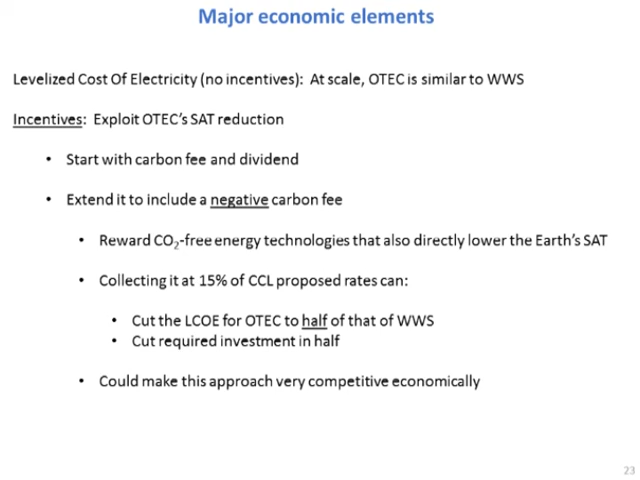 Major economic elements
Levelized Cost Of Electricity (no incentives): At scale, OTEC is similar to WWS
Incentives: Exploit OTEC's SAT reduction
• Start with carbon fee and dividend
• Extend it to include a negative carbon fee
• Reward CO₂-free energy technologies that also directly lower the Earth's SAT
• Collecting it at 15% of CCL proposed rates can:
• Cut the LCOE for OTEC to half of that of WWS
• Cut required investment in half
• Could make this approach very competitive economically
23